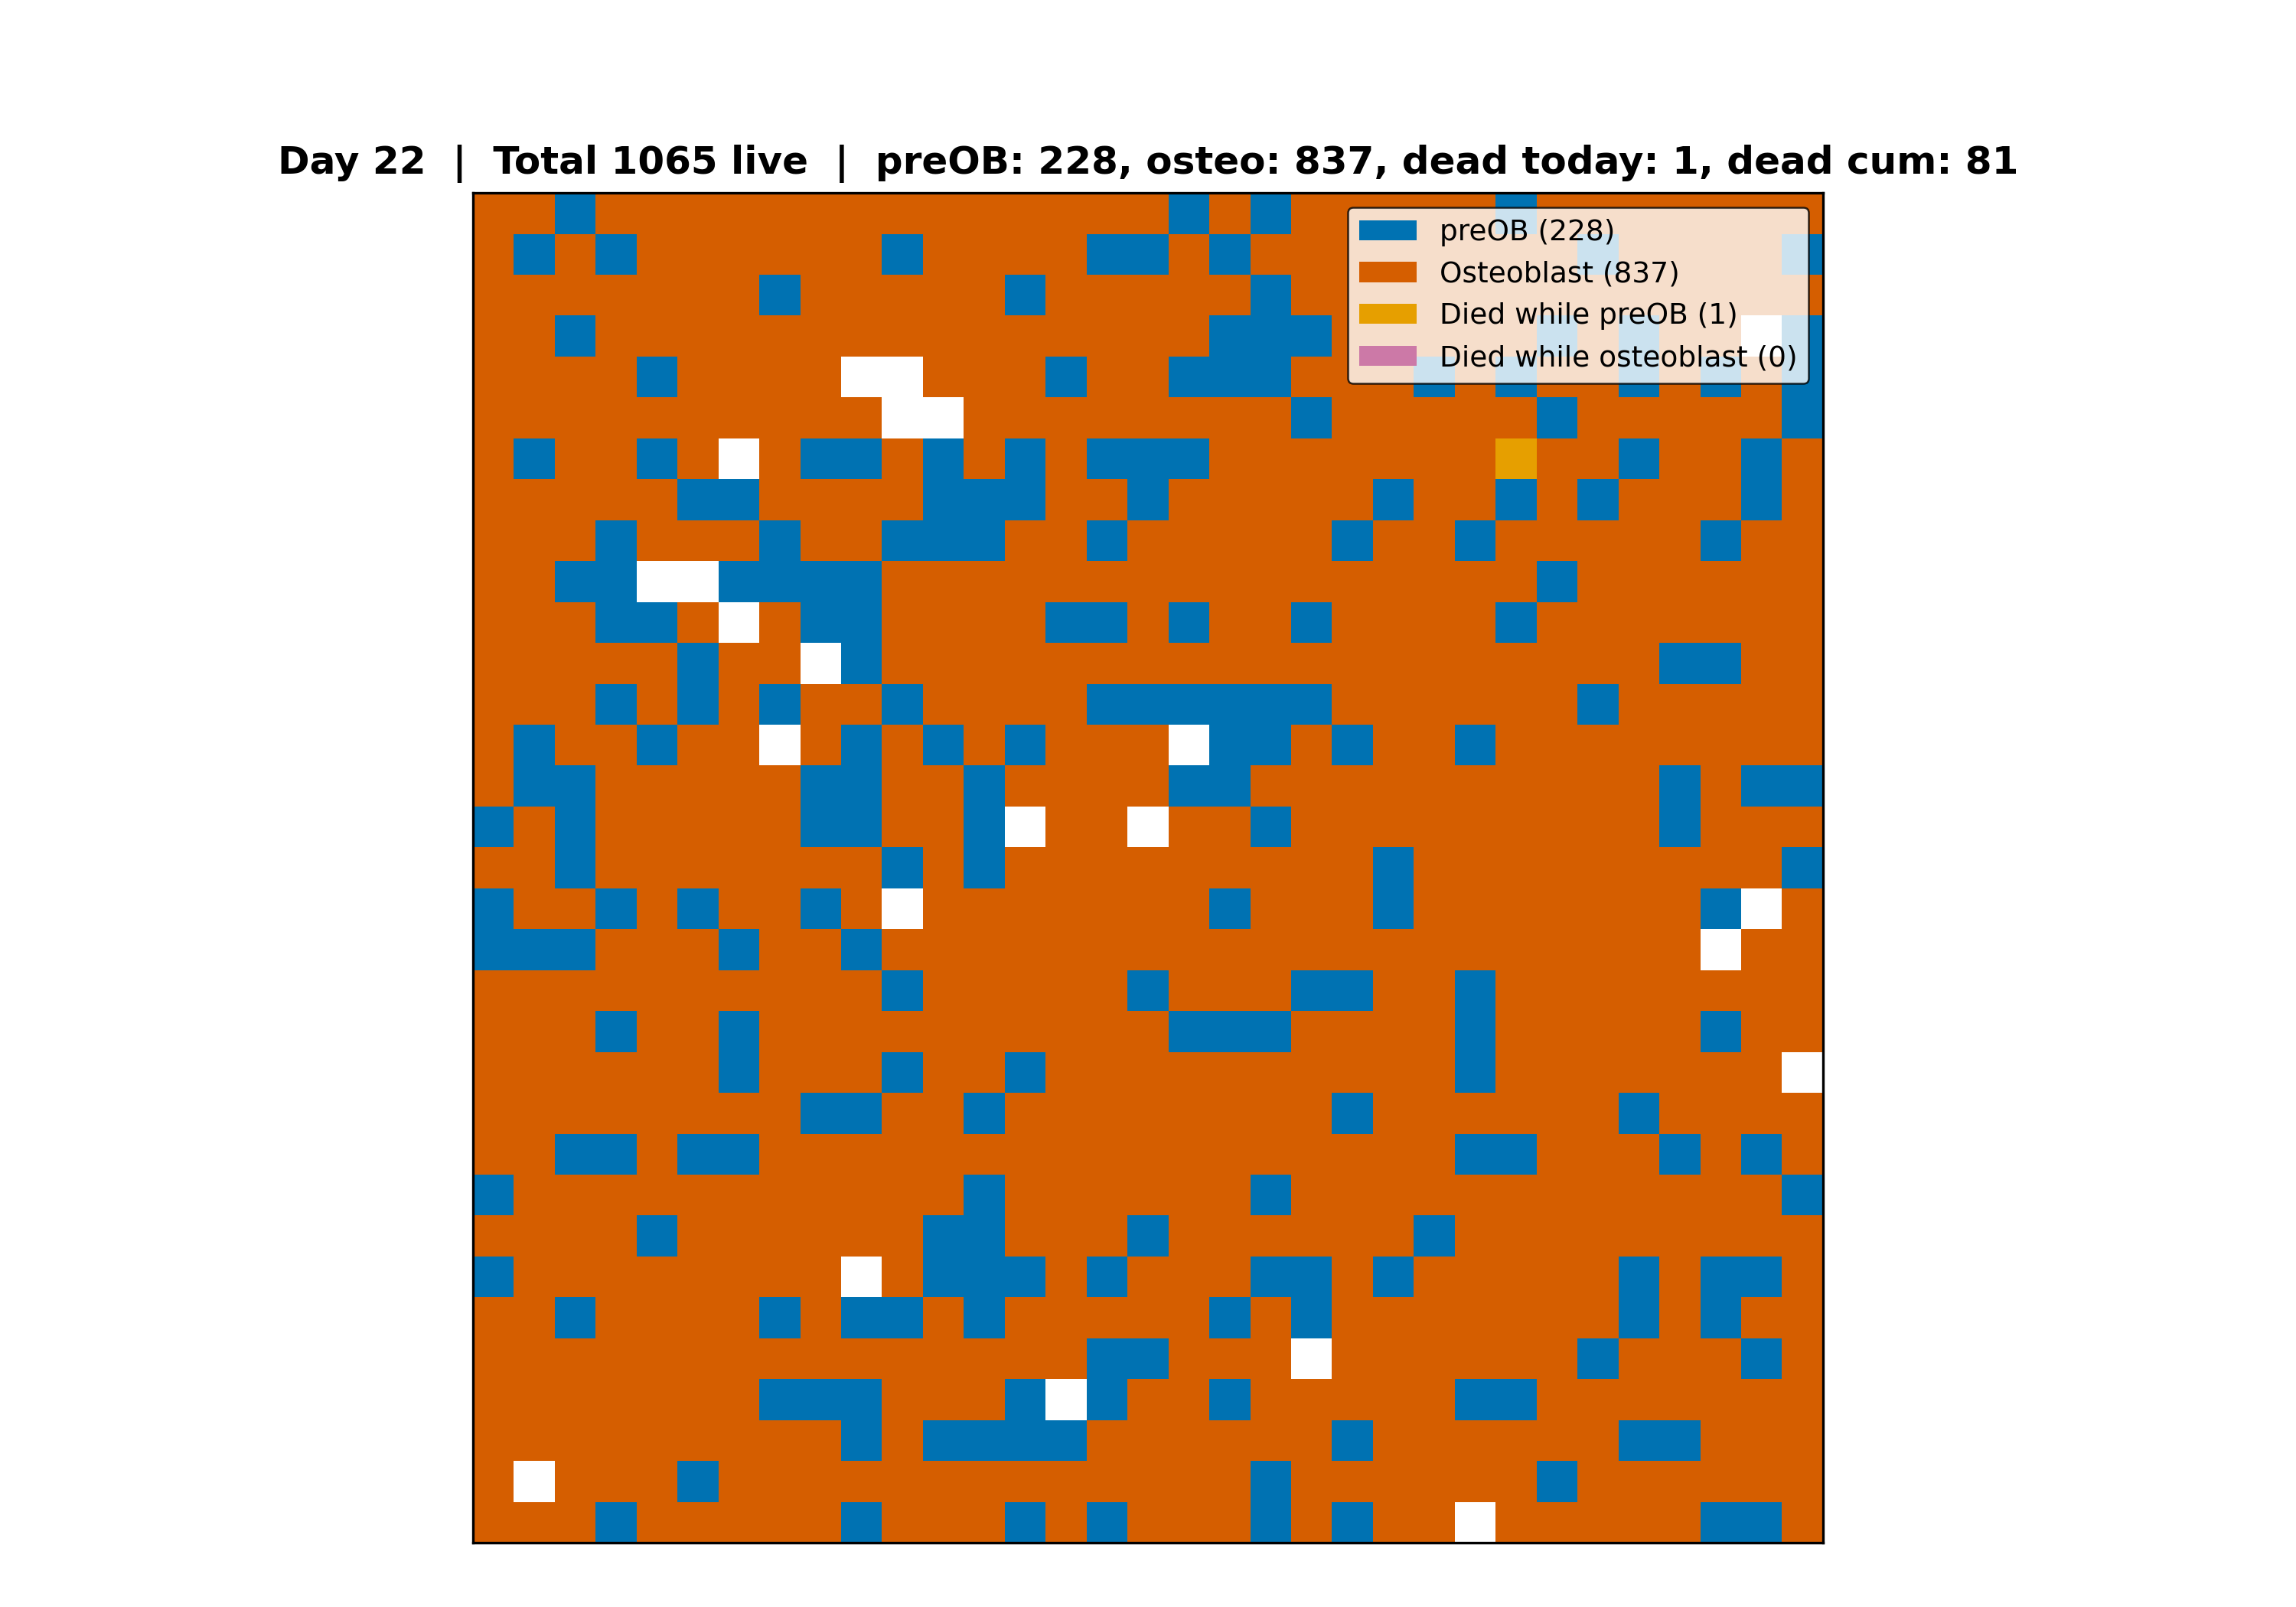 Day 22 | Total 1065 live | preOB: 228, osteo: 837, dead today: 1, dead cum: 81
preOB (228)
Osteoblast (837)
Died while preOB (1)
Died while osteoblast (0)